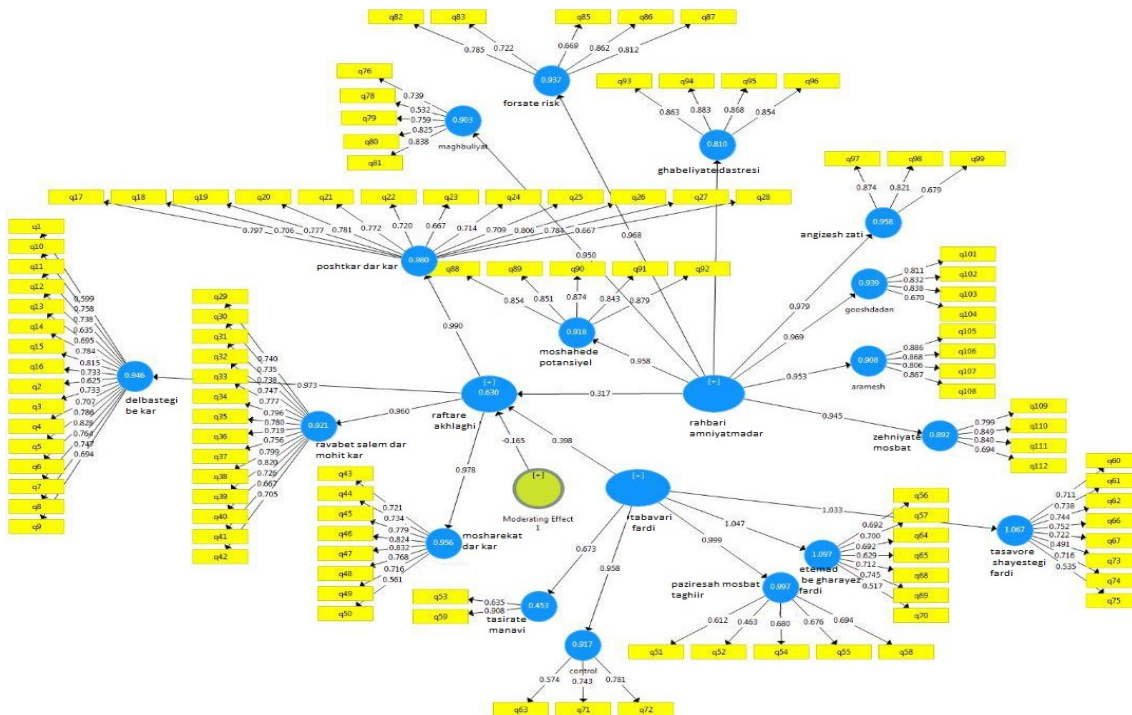 q82 q83 q85 q86 q87
0.785 0.722 0.669 0.862 0.812
0.937
forsate risk
q76
q78
q79
q80
q81
0.739
0.532
0.759
0.825
0.838
0.903
maghbuliyat
q93 q94 q95 q96
0.863 0.883 0.868 0.854
0.810
ghabeliyate dastresi
q97 q98 q99
0.874 0.821 0.679
0.958
angizesh zati
q17 q18 q19 q20 q21 q22 q23 q24 q25 q26 q27 q28
0.797 0.706 0.777 0.781 0.772 0.720 0.667 0.714 0.709 0.806 0.784 0.667
0.980
poshtkar dar kar
q88 q89 q90 q91 q92
0.854 0.851 0.874 0.843 0.879
0.918
moshahede
potansiyel
0.968
0.950
0.979
0.969
0.958
0.953
0.945
0.990
q101
q102
q103
q104
0.811
0.832
0.838
0.670
0.939
gooshdadan
q105
q106
q107
q108
0.886
0.868
0.806
0.867
0.908
aramesh
q109
q110
q111
q112
0.799
0.849
0.840
0.694
0.892
zehniyate
mosbat
q1
q10
q11
q12
q13
q14
q15
q16
q2
q3
q4
q5
q6
q7
q8
q9
0.599
0.758
0.738
0.635
0.695
0.784
0.815
0.733
0.625
0.733
0.707
0.786
0.828
0.764
0.747
0.694
0.946
delbastegi
be kar
q29
q30
q31
q32
q33
q34
q35
q36
q37
q38
q39
q40
q41
q42
0.740
0.735
0.738
0.747
0.777
0.796
0.780
0.719
0.756
0.799
0.820
0.726
0.667
0.705
0.921
ravabet salem dar
mohit kar
0.973
0.960
0.978
[+]
0.630
raftare
akhlaghi
0.317
rahbari
amniyatmadar
-0.165
0.398
[+]
Moderating Effect
1
q43
q44
q45
q46
q47
q48
q49
q50
0.721
0.734
0.779
0.824
0.832
0.768
0.716
0.561
0.956
mosharekat
dar kar
rtabavari
fardi
0.673
0.958
0.999
1.047
1.033
q53
q59
0.635
0.908
0.453
tasirate
manavi
0.917
control
0.574 0.743 0.781
q63 q71 q72
0.997
paziresah mosbat
taghiir
0.612 0.463 0.680 0.676 0.694
q51 q52 q54 q55 q58
1.097
etemad
be gharayez
fardi
0.692
0.700
0.692
0.629
0.712
0.745
0.517
q56
q57
q64
q65
q68
q69
q70
1.067
tasavore
shayestegi
fardi
0.711
0.738
0.744
0.752
0.722
0.491
0.716
0.535
q60
q61
q62
q66
q67
q73
q74
q75